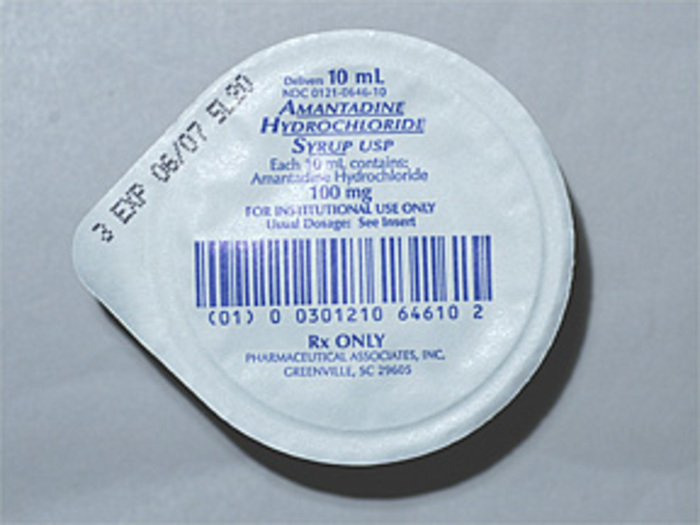 Delivers 10 mL
NDC 0121-0646-10
AMANTADINE
HYDROCHLORIDE
SYRUP USP
Each 10 mL contains:
Amantadine Hydrochloride
100 mg
FOR INSTITUTIONAL USE ONLY
Usual Dosage: See Insert
(01) 0 0301210 64610 2
Rx ONLY
PHARMACEUTICAL ASSOCIATES, INC.
GREENVILLE, SC 29605
EXP 06/07